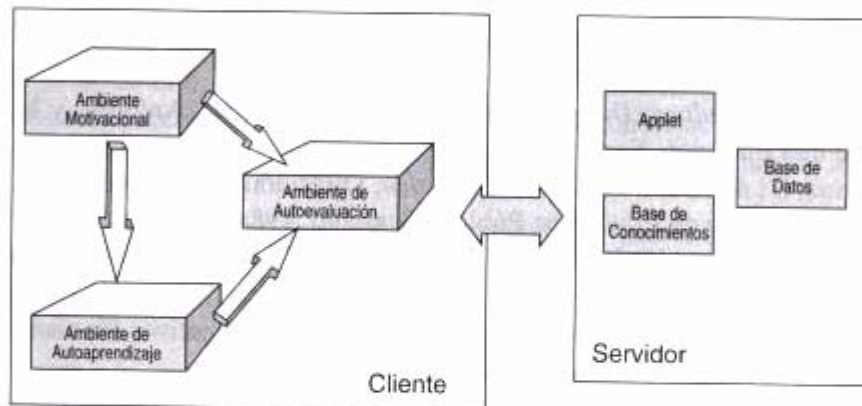 Ambiente
Motivacional
Ambiente de
Autoevaluación
Ambiente de
Autoaprendizaje
Cliente
Applet
Base de
Datos
Base de
Conocimientos
Servidor